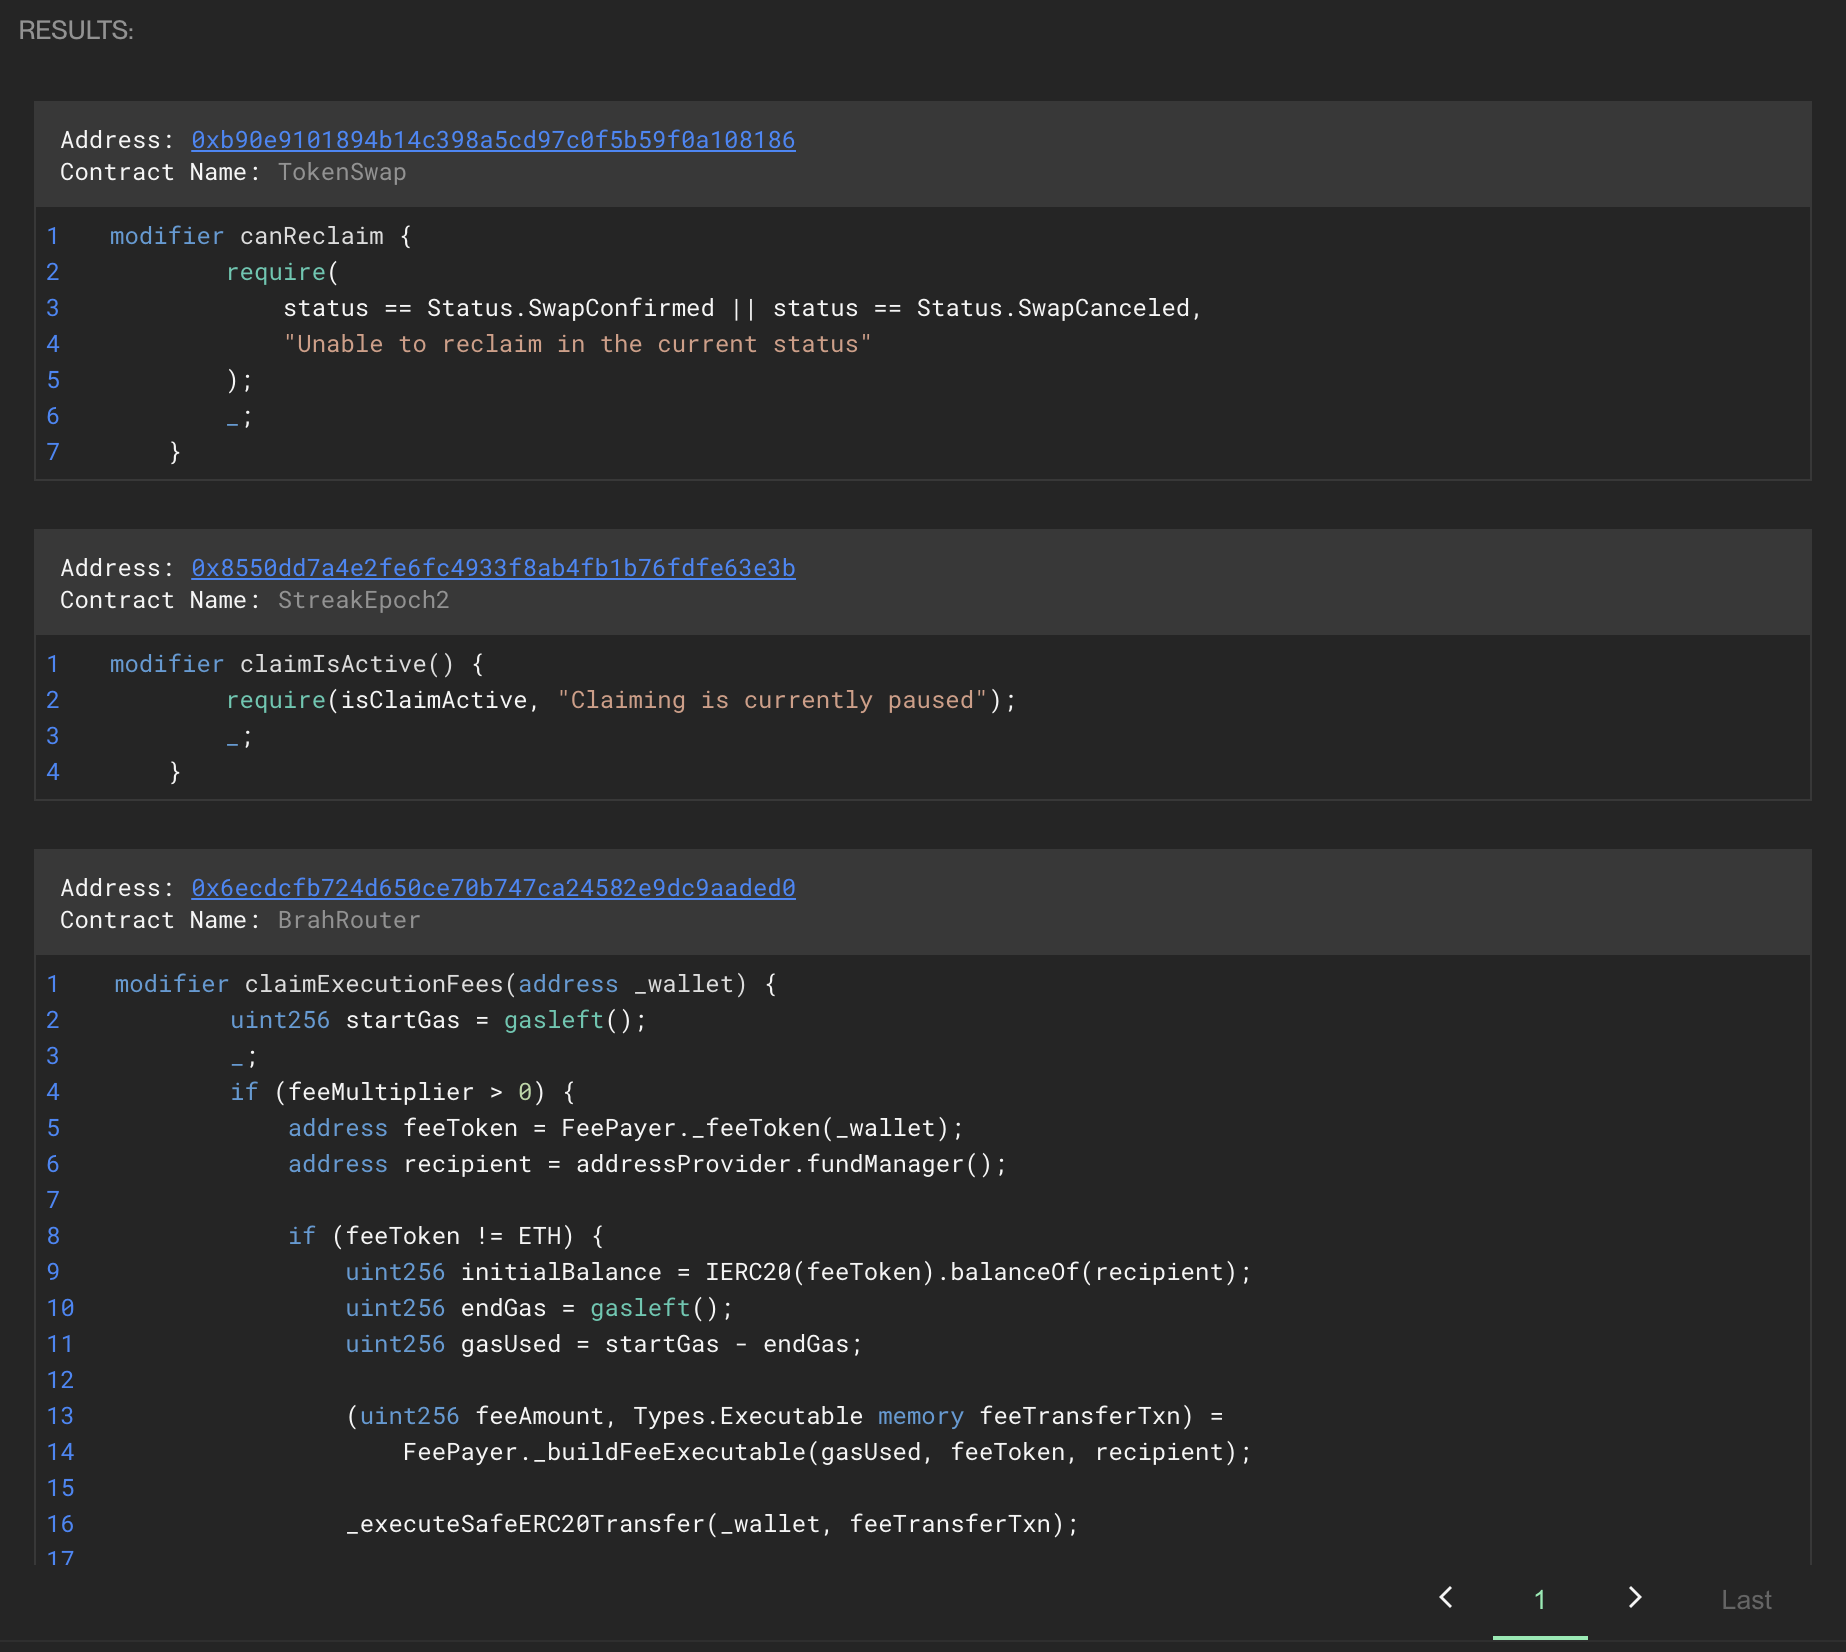 RESULTS:
Address: 0xb90e9101894b14c398a5cd97c0f5b59f0a108186
Contract Name: TokenSwap
1 modifier canReclaim {
2 require(
3 status == Status.SwapConfirmed || status == Status.SwapCanceled,
4 "Unable to reclaim in the current status"
5 );
6 _;
7 }
Address: 0x8550dd7a4e2fe6fc4933f8ab4fb1b76fdfe63e3b
Contract Name: StreakEpoch2
1 modifier claimIsActive() {
2 require(isClaimActive, "Claiming is currently paused");
3 _;
4 }
Address: 0x6ecdcfb724d650ce70b747ca24582e9dc9aaded0
Contract Name: BrahRouter
1 modifier claimExecutionFees(address _wallet) {
2 uint256 startGas = gasleft();
3 _;
4 if (feeMultiplier > 0) {
5 address feeToken = FeePayer._feeToken(_wallet);
6 address recipient = addressProvider.fundManager();
7
8 if (feeToken != ETH) {
9 uint256 initialBalance = IERC20(feeToken).balanceOf(recipient);
10 uint256 endGas = gasleft();
11 uint256 gasUsed = startGas - endGas;
12
13 (uint256 feeAmount, Types.Executable memory feeTransferTxn) =
14 FeePayer._buildFeeExecutable(gasUsed, feeToken, recipient);
15
16 _executeSafeERC20Transfer(_wallet, feeTransferTxn);
17
1 Last